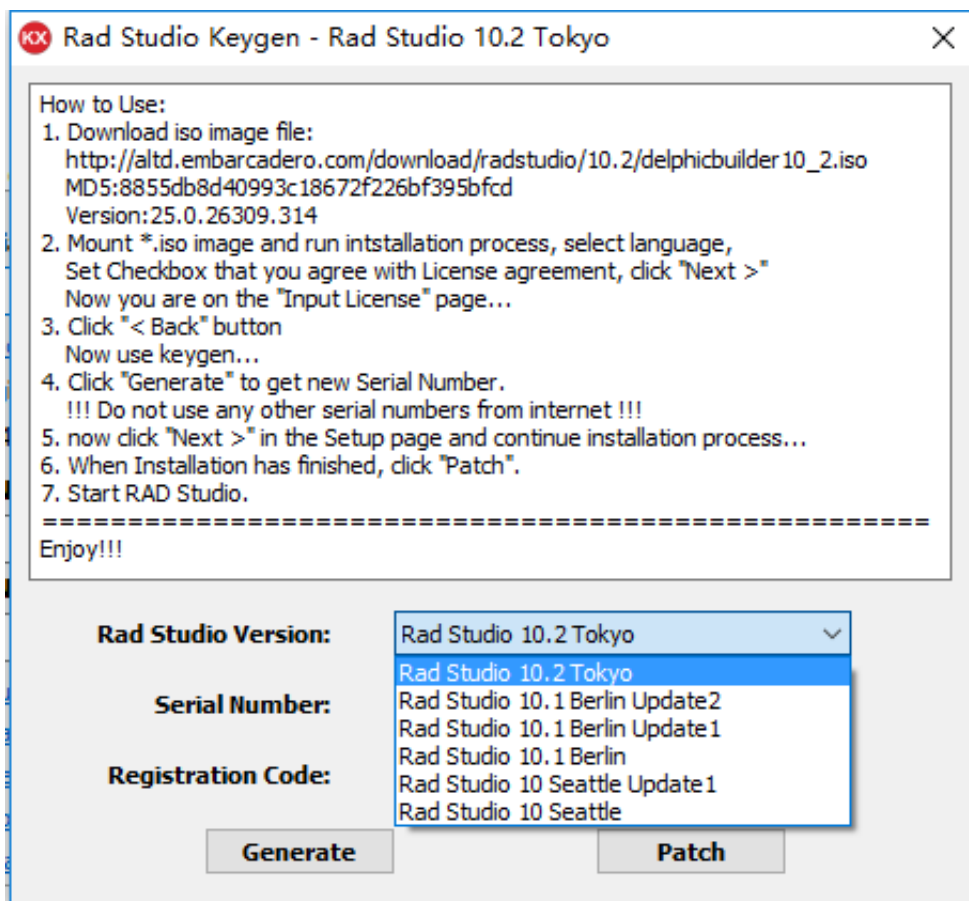 KX Rad Studio Keygen - Rad Studio 10.2 Tokyo
How to Use:
1. Download iso image file:
http://altd.embarcadero.com/download/radstudio/10.2/delphicbuilder10_2.iso
MD5:8855db8d40993c18672f226bf395bfcd
Version:25.0.26309.314
2. Mount *.iso image and run intstallation process, select language,
Set Checkbox that you agree with License agreement, click "Next >"
Now you are on the "Input License" page...
3. Click "< Back" button
Now use keygen...
4. Click "Generate" to get new Serial Number.
!!! Do not use any other serial numbers from internet !!!
5. now click "Next >" in the Setup page and continue installation process...
6. When Installation has finished, click "Patch".
7. Start RAD Studio.
====================================================
Enjoy!!!
Rad Studio Version: Rad Studio 10.2 Tokyo
Rad Studio 10.2 Tokyo
Rad Studio 10.1 Berlin Update2
Serial Number:
Rad Studio 10.1 Berlin Update1
Rad Studio 10.1 Berlin
Registration Code:
Rad Studio 10 Seattle Update1
Rad Studio 10 Seattle
Generate Patch